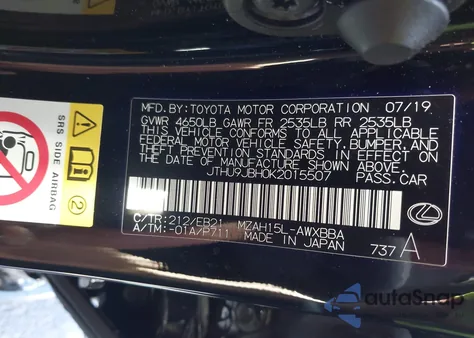 MFD.BY:TOYOTA MOTOR CORPORATION 07/19
GVWR 4650LB GAWR FR 2535LB RR 2535LB
THIS VEHICLE CONFORMS TO ALL APPLICABLE
FEDERAL MOTOR VEHICLE SAFETY,BUMPER,AND
THEFT PREVENTION STANDARDS IN EFFECT
ON THE DATE OF MANUFACTURE SHOWN ABOVE.
JTHU9JBH0K2015507 PASS.CAR
C/TR:212/EB21 MZAH15L-AWXBBA
A/TM:-01A/P711 MADE IN JAPAN
737 A
SRS SIDE AIRBAG
2
autoSnap